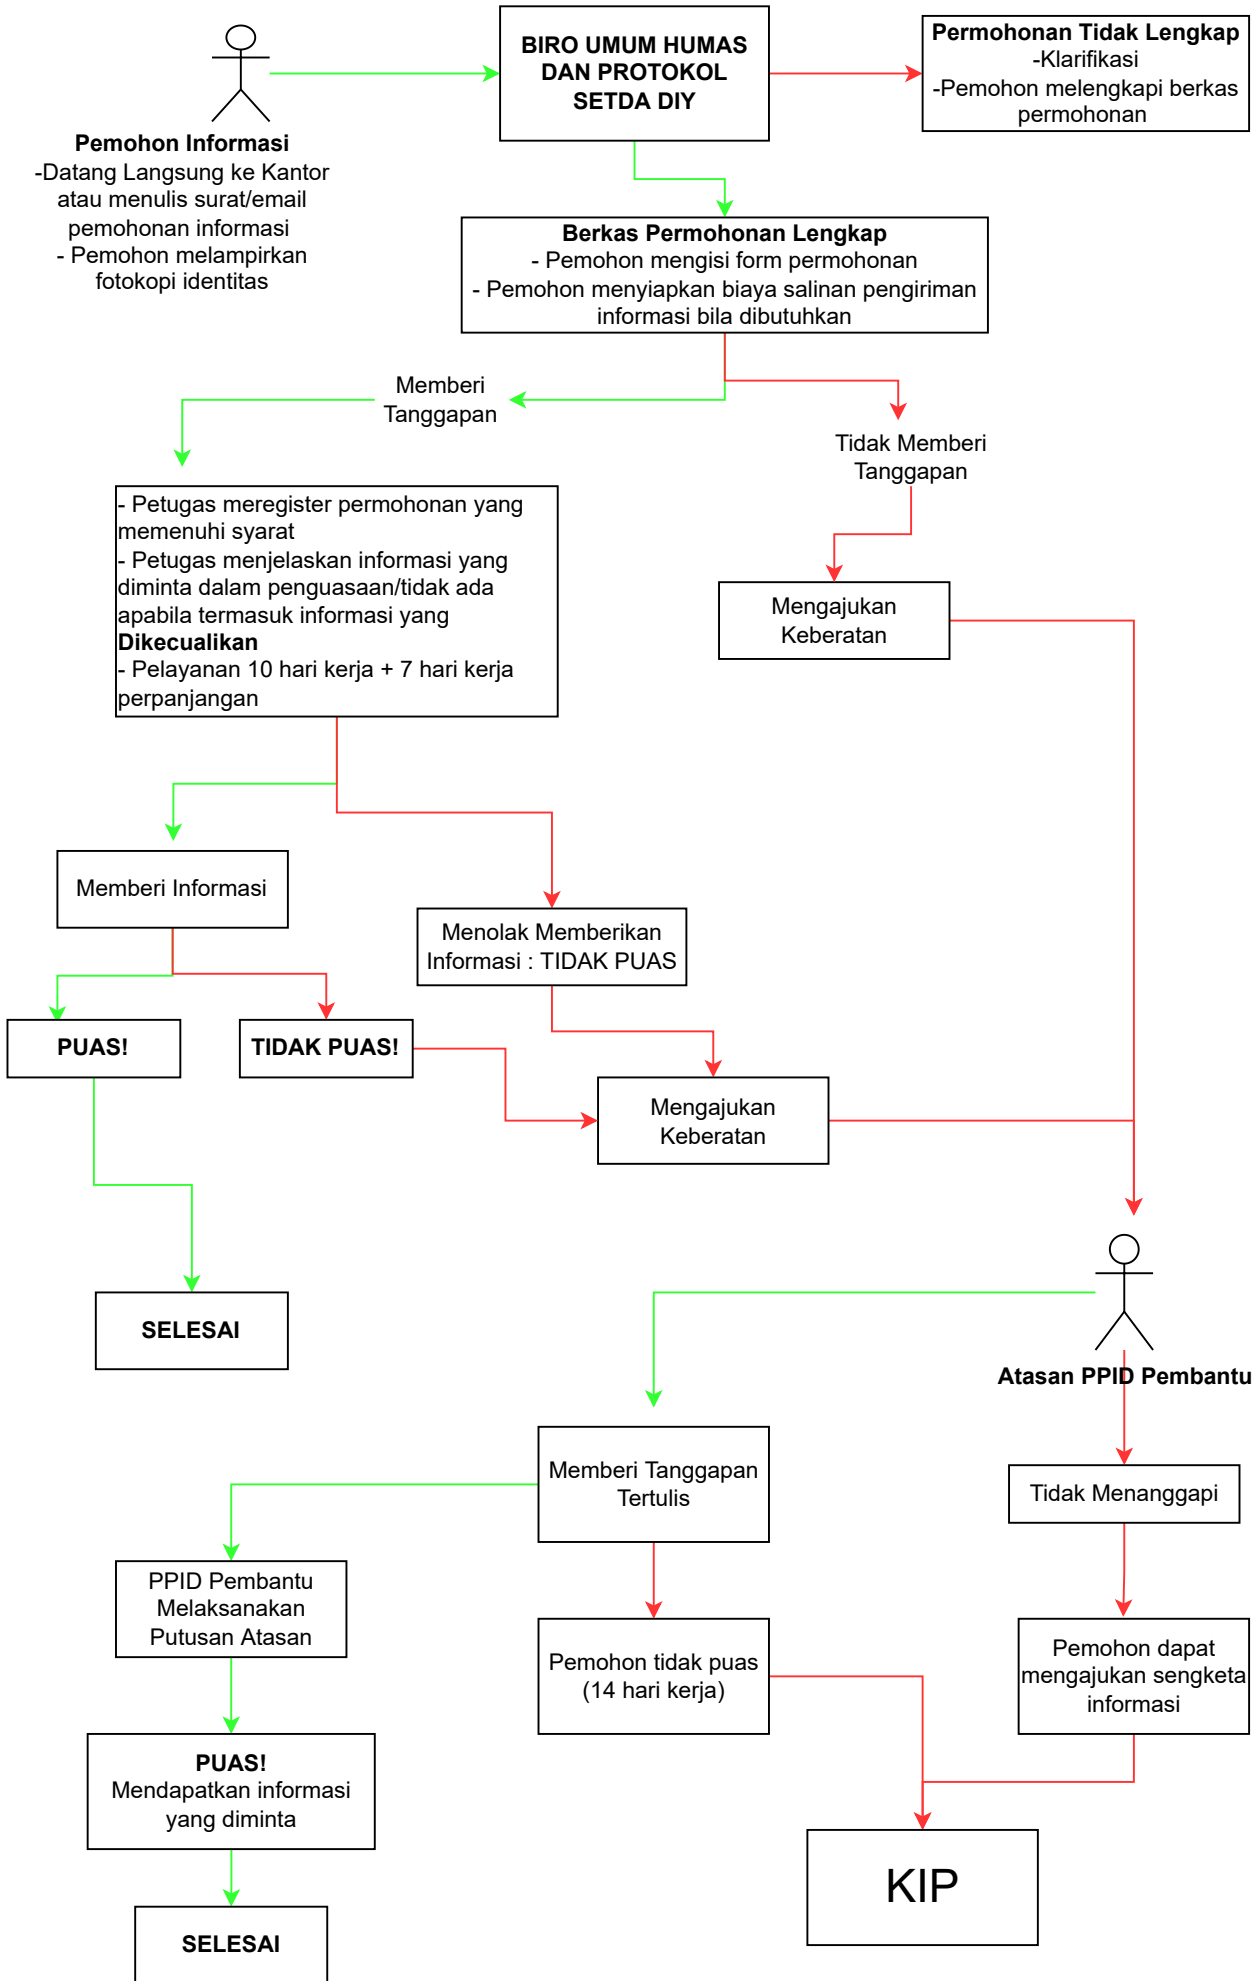 BIRO UMUM HUMAS
DAN PROTOKOL
SETDA DIY
Permohonan Tidak Lengkap
-Klarifikasi
-Pemohon melengkapi berkas
permohonan
Pemohon Informasi
-Datang Langsung ke Kantor
atau menulis surat/email
pemohonan informasi
- Pemohon melampirkan
fotokopi identitas
Berkas Permohonan Lengkap
- Pemohon mengisi form permohonan
- Pemohon menyiapkan biaya salinan pengiriman
informasi bila dibutuhkan
Memberi
Tanggapan
Tidak Memberi
Tanggapan
- Petugas meregister permohonan yang
memenuhi syarat
- Petugas menjelaskan informasi yang
diminta dalam penguasaan/tidak ada
apabila termasuk informasi yang
Dikecualikan
- Pelayanan 10 hari kerja + 7 hari kerja
perpanjangan
Mengajukan
Keberatan
Memberi Informasi
Menolak Memberikan
Informasi : TIDAK PUAS
PUAS!
TIDAK PUAS!
Mengajukan
Keberatan
SELESAI
Atasan PPID Pembantu
Memberi Tanggapan
Tertulis
Tidak Menanggapi
PPID Pembantu
Melaksanakan
Putusan Atasan
Pemohon tidak puas
(14 hari kerja)
Pemohon dapat
mengajukan sengketa
informasi
PUAS!
Mendapatkan informasi
yang diminta
KIP
SELESAI